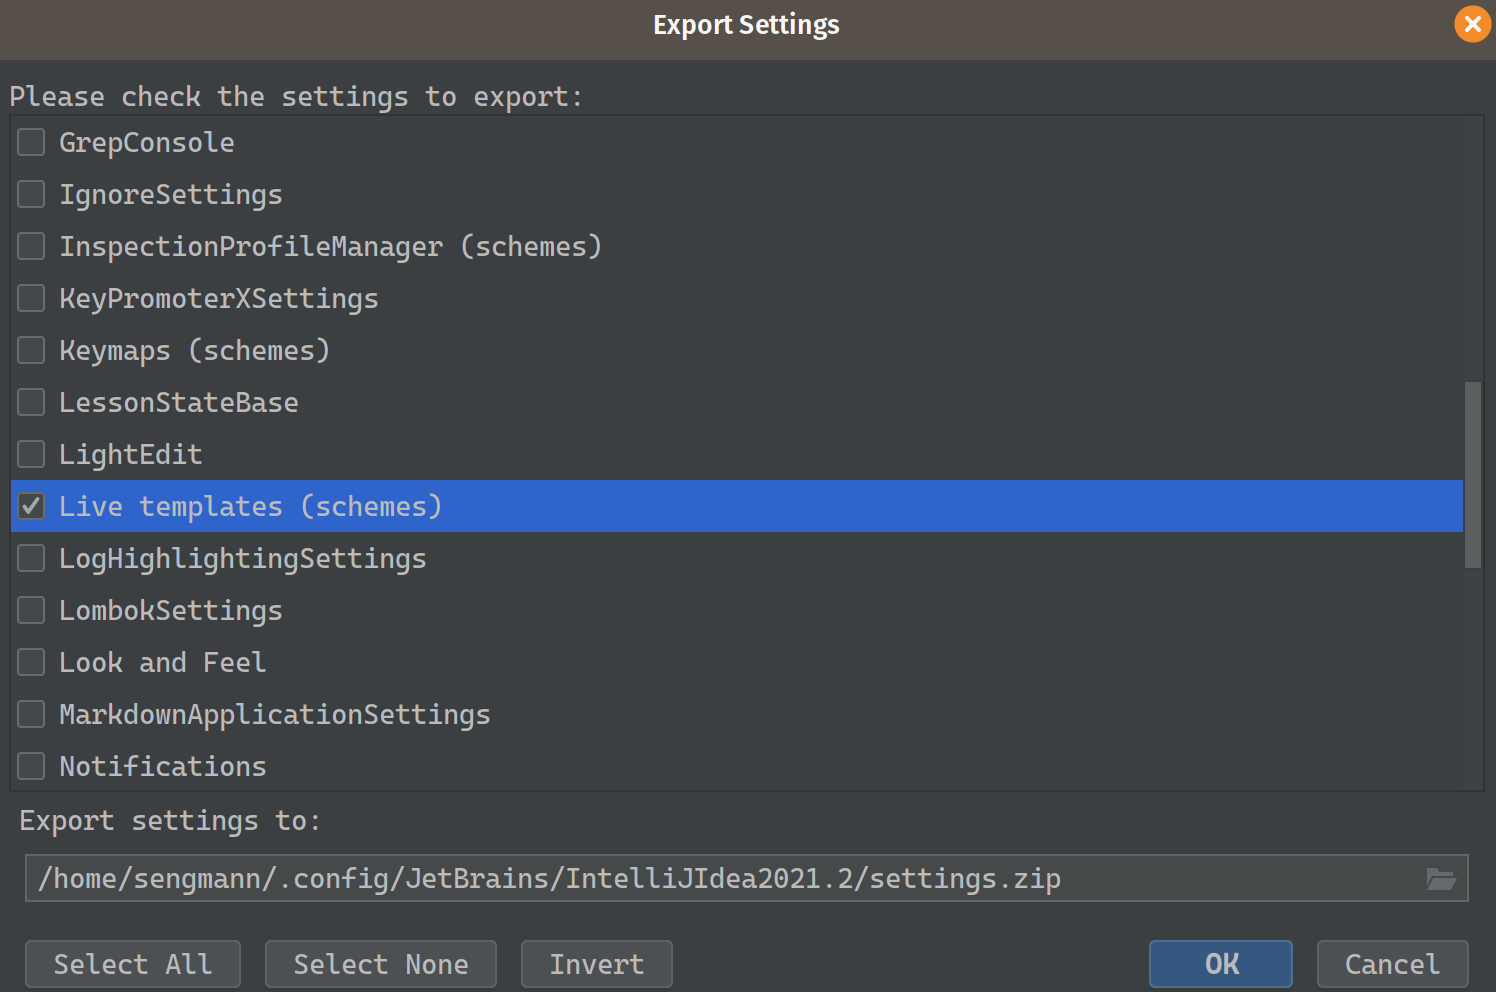 Export Settings
Please check the settings to export:
GrepConsole
IgnoreSettings
InspectionProfileManager (schemes)
KeyPromoterXSettings
Keymaps (schemes)
LessonStateBase
LightEdit
Live templates (schemes)
LogHighlightingSettings
LombokSettings
Look and Feel
MarkdownApplicationSettings
Notifications
Export settings to:
/home/sengmann/.config/JetBrains/IntelliJIdea2021.2/settings.zip
Select All Select None Invert OK Cancel